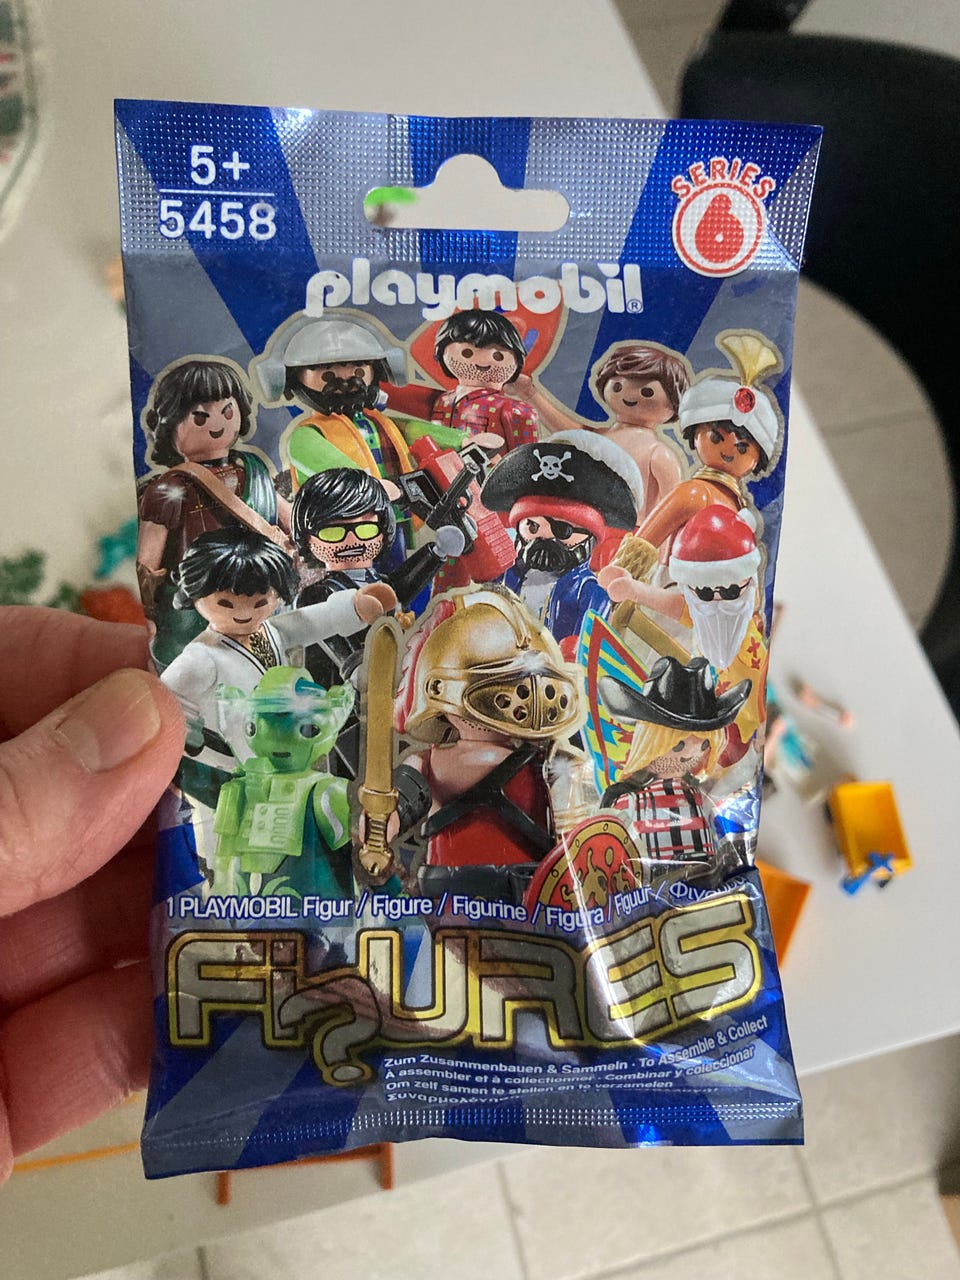 5+
5458
SERIES
6
playmobil®
1 PLAYMOBIL Figur / Figure / Figurine / Figura / Figuur /
FigURES
Zum Zusammenbauen & Sammeln · To Assemble & Collect
À assembler et à collectionner · Combinar y coleccionar
Om zelf samen te stellen en te verzamelen